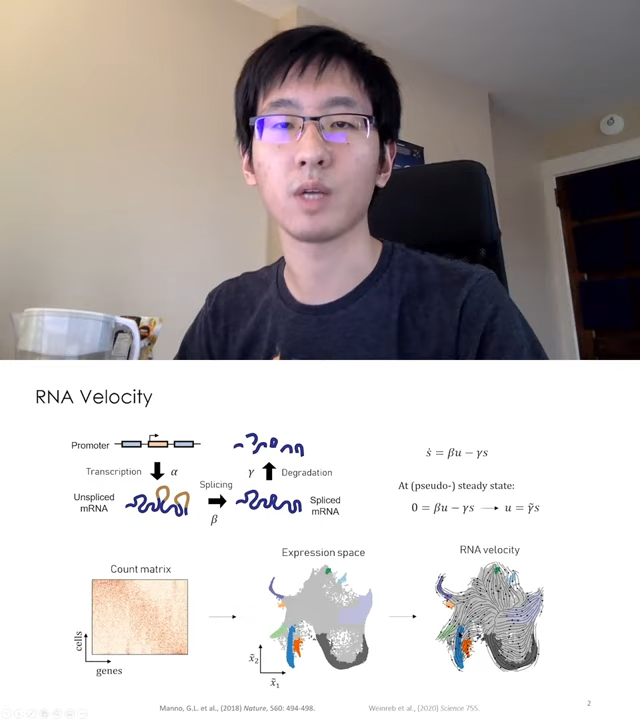 RNA Velocity
Promoter
Transcription α
Unspliced mRNA
Splicing
β
γ Degradation
Spliced mRNA
ṡ = βu − γs
At (pseudo-) steady state:
0 = βu − γs ⟶ u = γ̃s
Count matrix
cells
genes
Expression space
x̃₂
x̃₁
RNA velocity
Manno, G.L. et al., (2018) Nature, 560: 494-498.
Weinreb et al., (2020) Science 755.
2